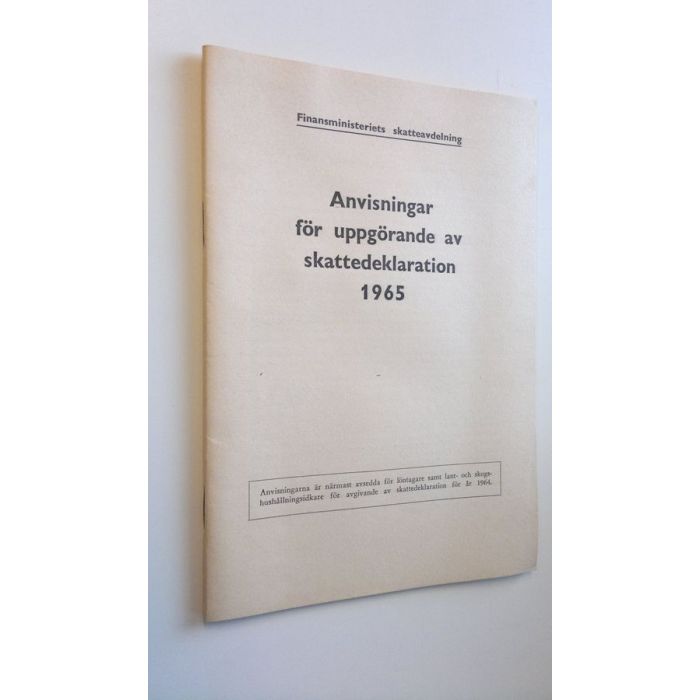 Finansministeriets skatteavdelning
Anvisningar
för uppgörande av
skattedeklaration
1965
Anvisningarna är närmast avsedda för löntagare samt lant- och skogs-
hushållningsidkare för avgivande av skattedeklaration för år 1964.